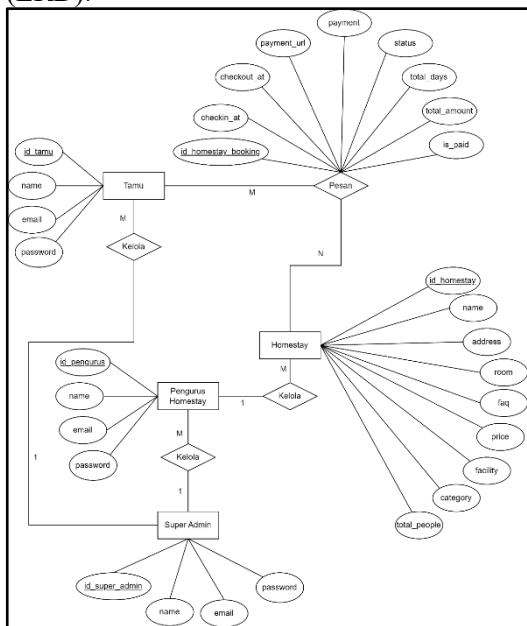 (ERD).
payment
payment_url
status
checkout_at
total_days
checkin_at
total_amount
id_homestay_booking
is_paid
id_tamu
name
email
password
Tamu
M
Pesan
M
Kelola
N
id_homestay
name
address
room
faq
price
facility
category
total_people
Homestay
M
Kelola
1
id_pengurus
name
email
password
Pengurus
Homestay
M
Kelola
1
1
Super Admin
id_super_admin
name
email
password